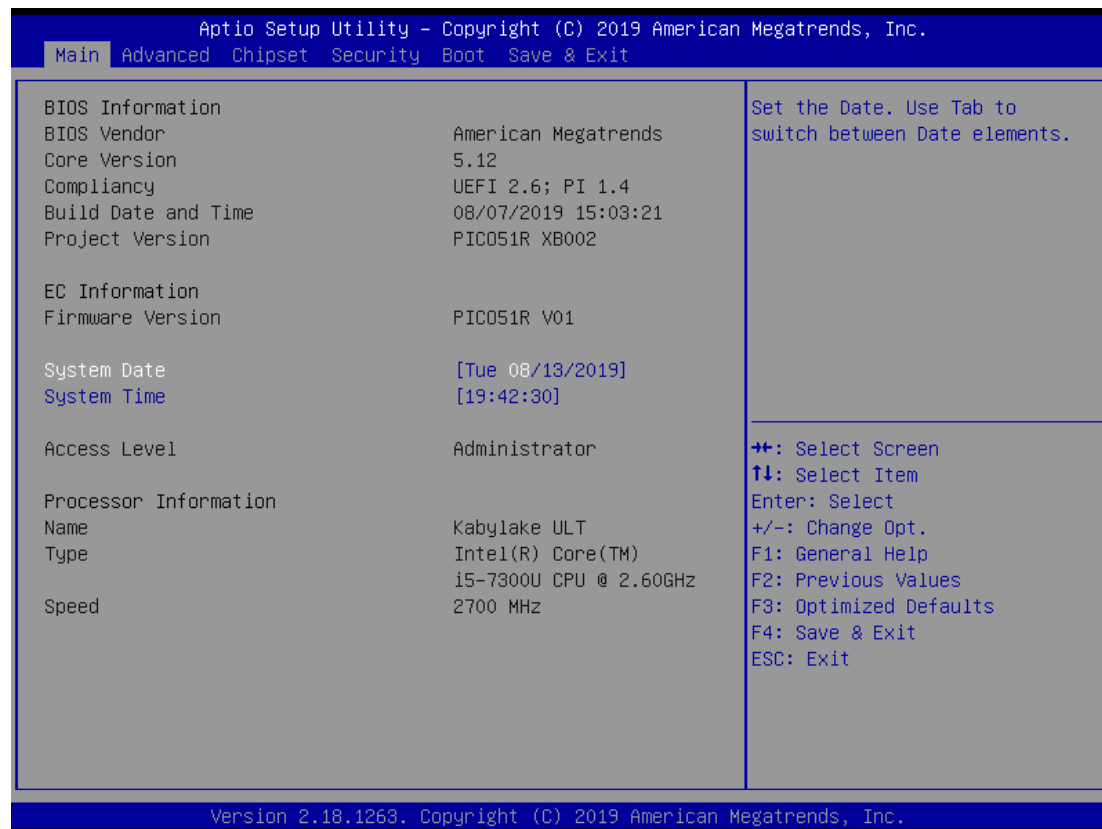 Aptio Setup Utility – Copyright (C) 2019 American Megatrends, Inc.
Main Advanced Chipset Security Boot Save & Exit
BIOS Information
BIOS Vendor American Megatrends
Core Version 5.12
Compliancy UEFI 2.6; PI 1.4
Build Date and Time 08/07/2019 15:03:21
Project Version PICO51R XB002
EC Information
Firmware Version PICO51R V01
System Date [Tue 08/13/2019]
System Time [19:42:30]
Access Level Administrator
Processor Information
Name Kabylake ULT
Type Intel(R) Core(TM)
i5-7300U CPU @ 2.60GHz
Speed 2700 MHz
Set the Date. Use Tab to
switch between Date elements.
→←: Select Screen
↑↓: Select Item
Enter: Select
+/-: Change Opt.
F1: General Help
F2: Previous Values
F3: Optimized Defaults
F4: Save & Exit
ESC: Exit
Version 2.18.1263. Copyright (C) 2019 American Megatrends, Inc.